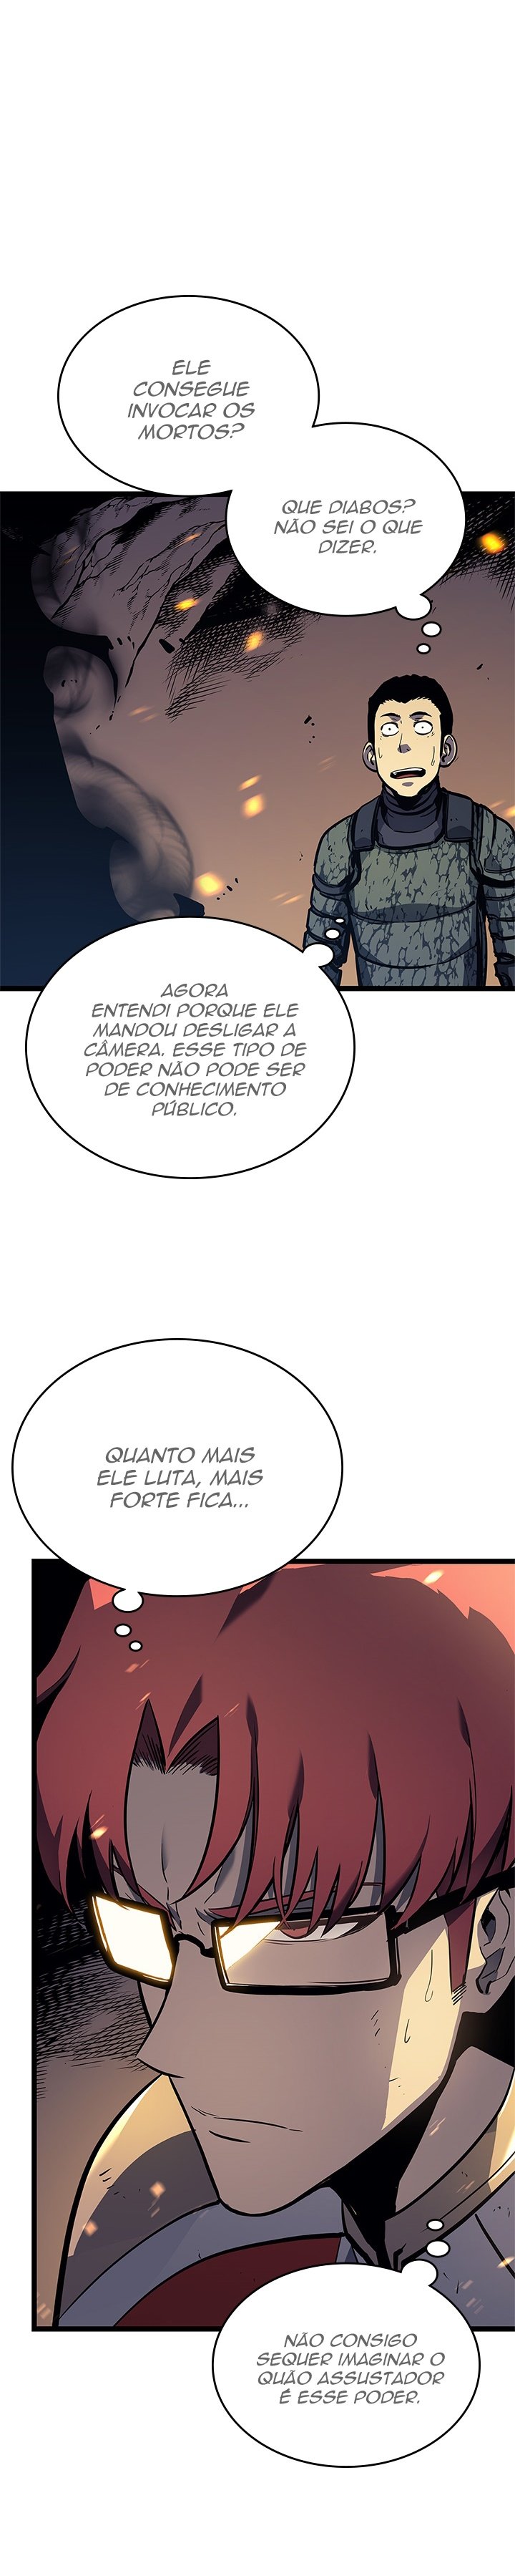 ELE
CONSEGUE
INVOCAR OS
MORTOS?
QUE DIABOS?
NÃO SEI O QUE
DIZER.
AGORA
ENTENDI PORQUE ELE
MANDOU DESLIGAR A
CÂMERA. ESSE TIPO DE
PODER NÃO PODE SER
DE CONHECIMENTO
PÚBLICO.
QUANTO MAIS
ELE LUTA, MAIS
FORTE FICA...
NÃO CONSIGO
SEQUER IMAGINAR O
QUÃO ASSUSTADOR
É ESSE PODER.